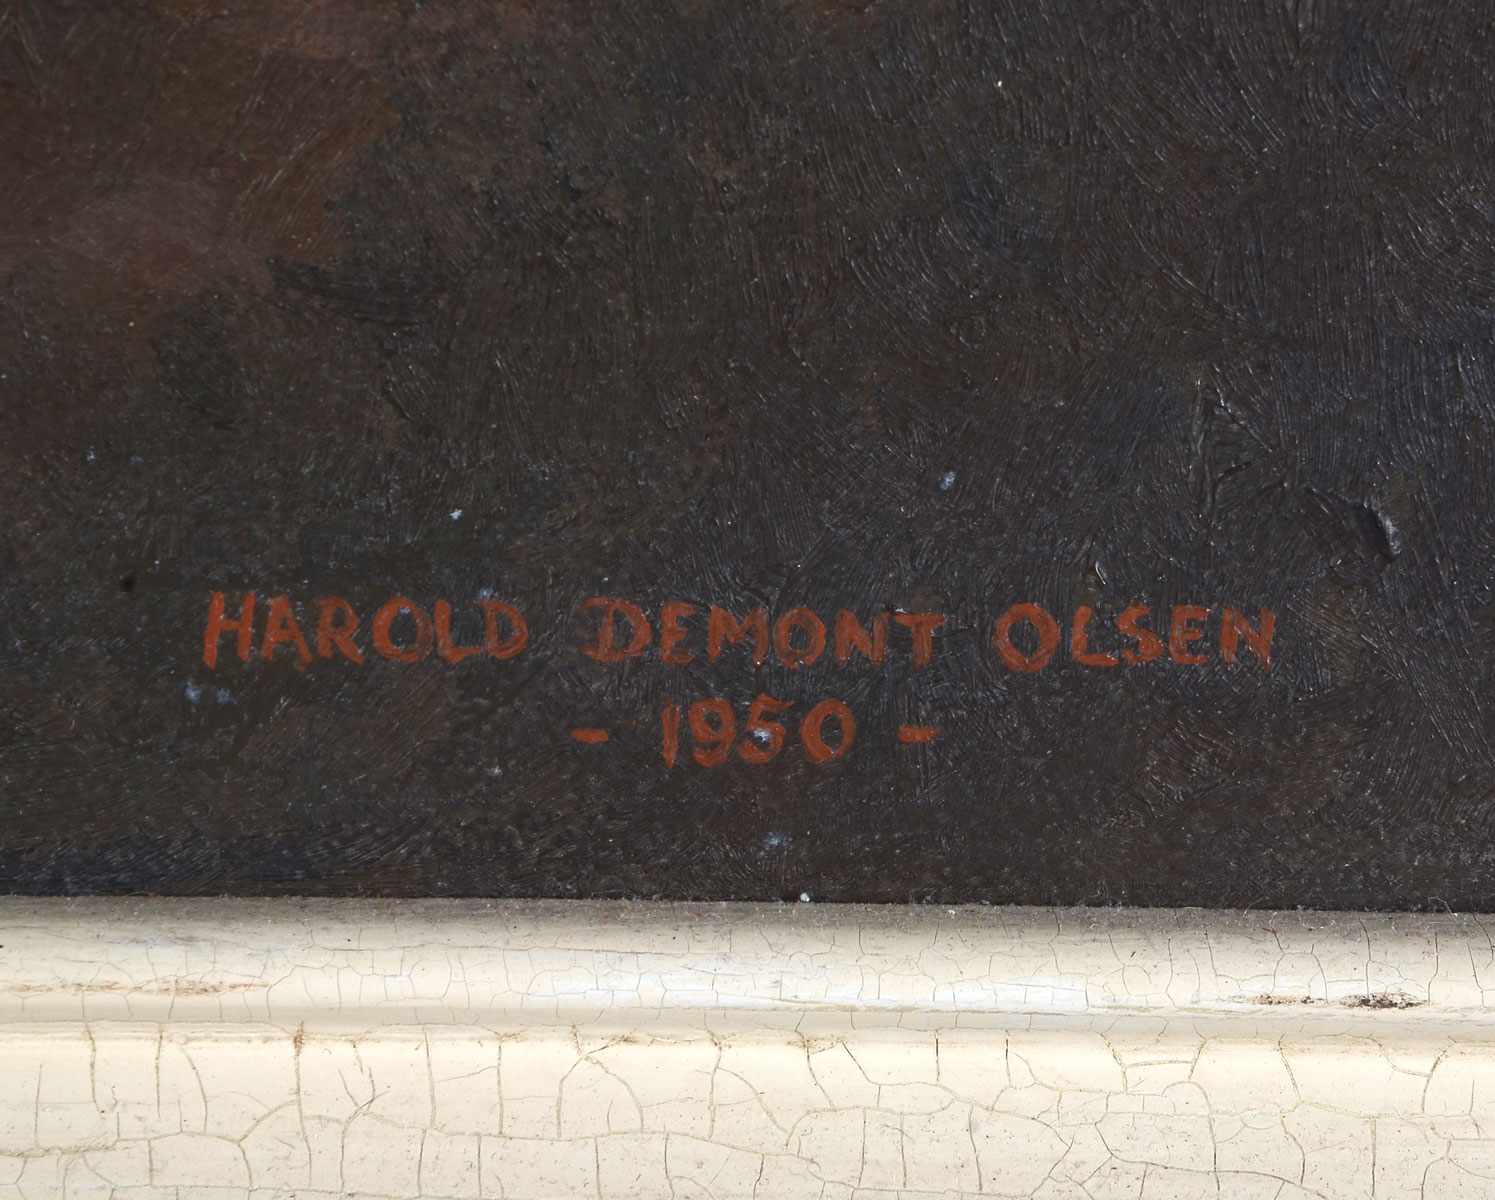 HAROLD DEMONT OLSEN
- 1950 -